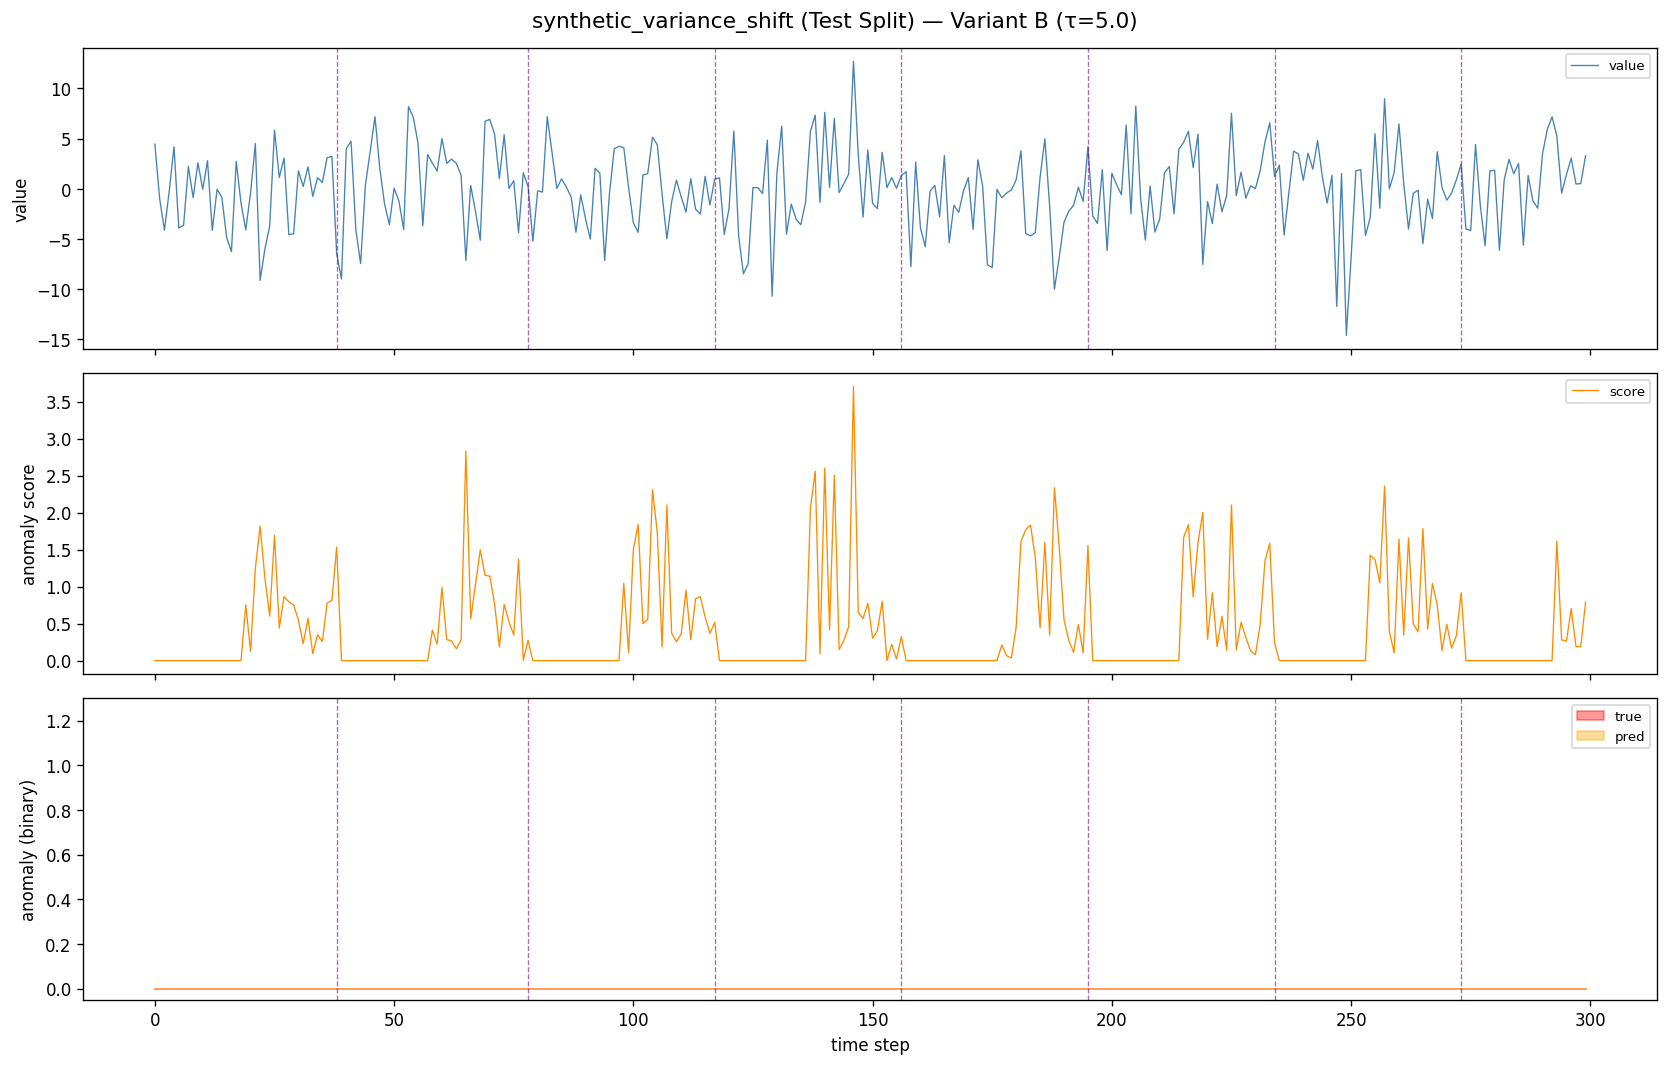 synthetic_variance_shift (Test Split) — Variant B (τ=5.0)
value
10
5
0
−5
−10
−15
value
score
3.5
3.0
2.5
2.0
1.5
1.0
0.5
0.0
anomaly score
true
pred
1.2
1.0
0.8
0.6
0.4
0.2
0.0
anomaly (binary)
0 50 100 150 200 250 300
time step